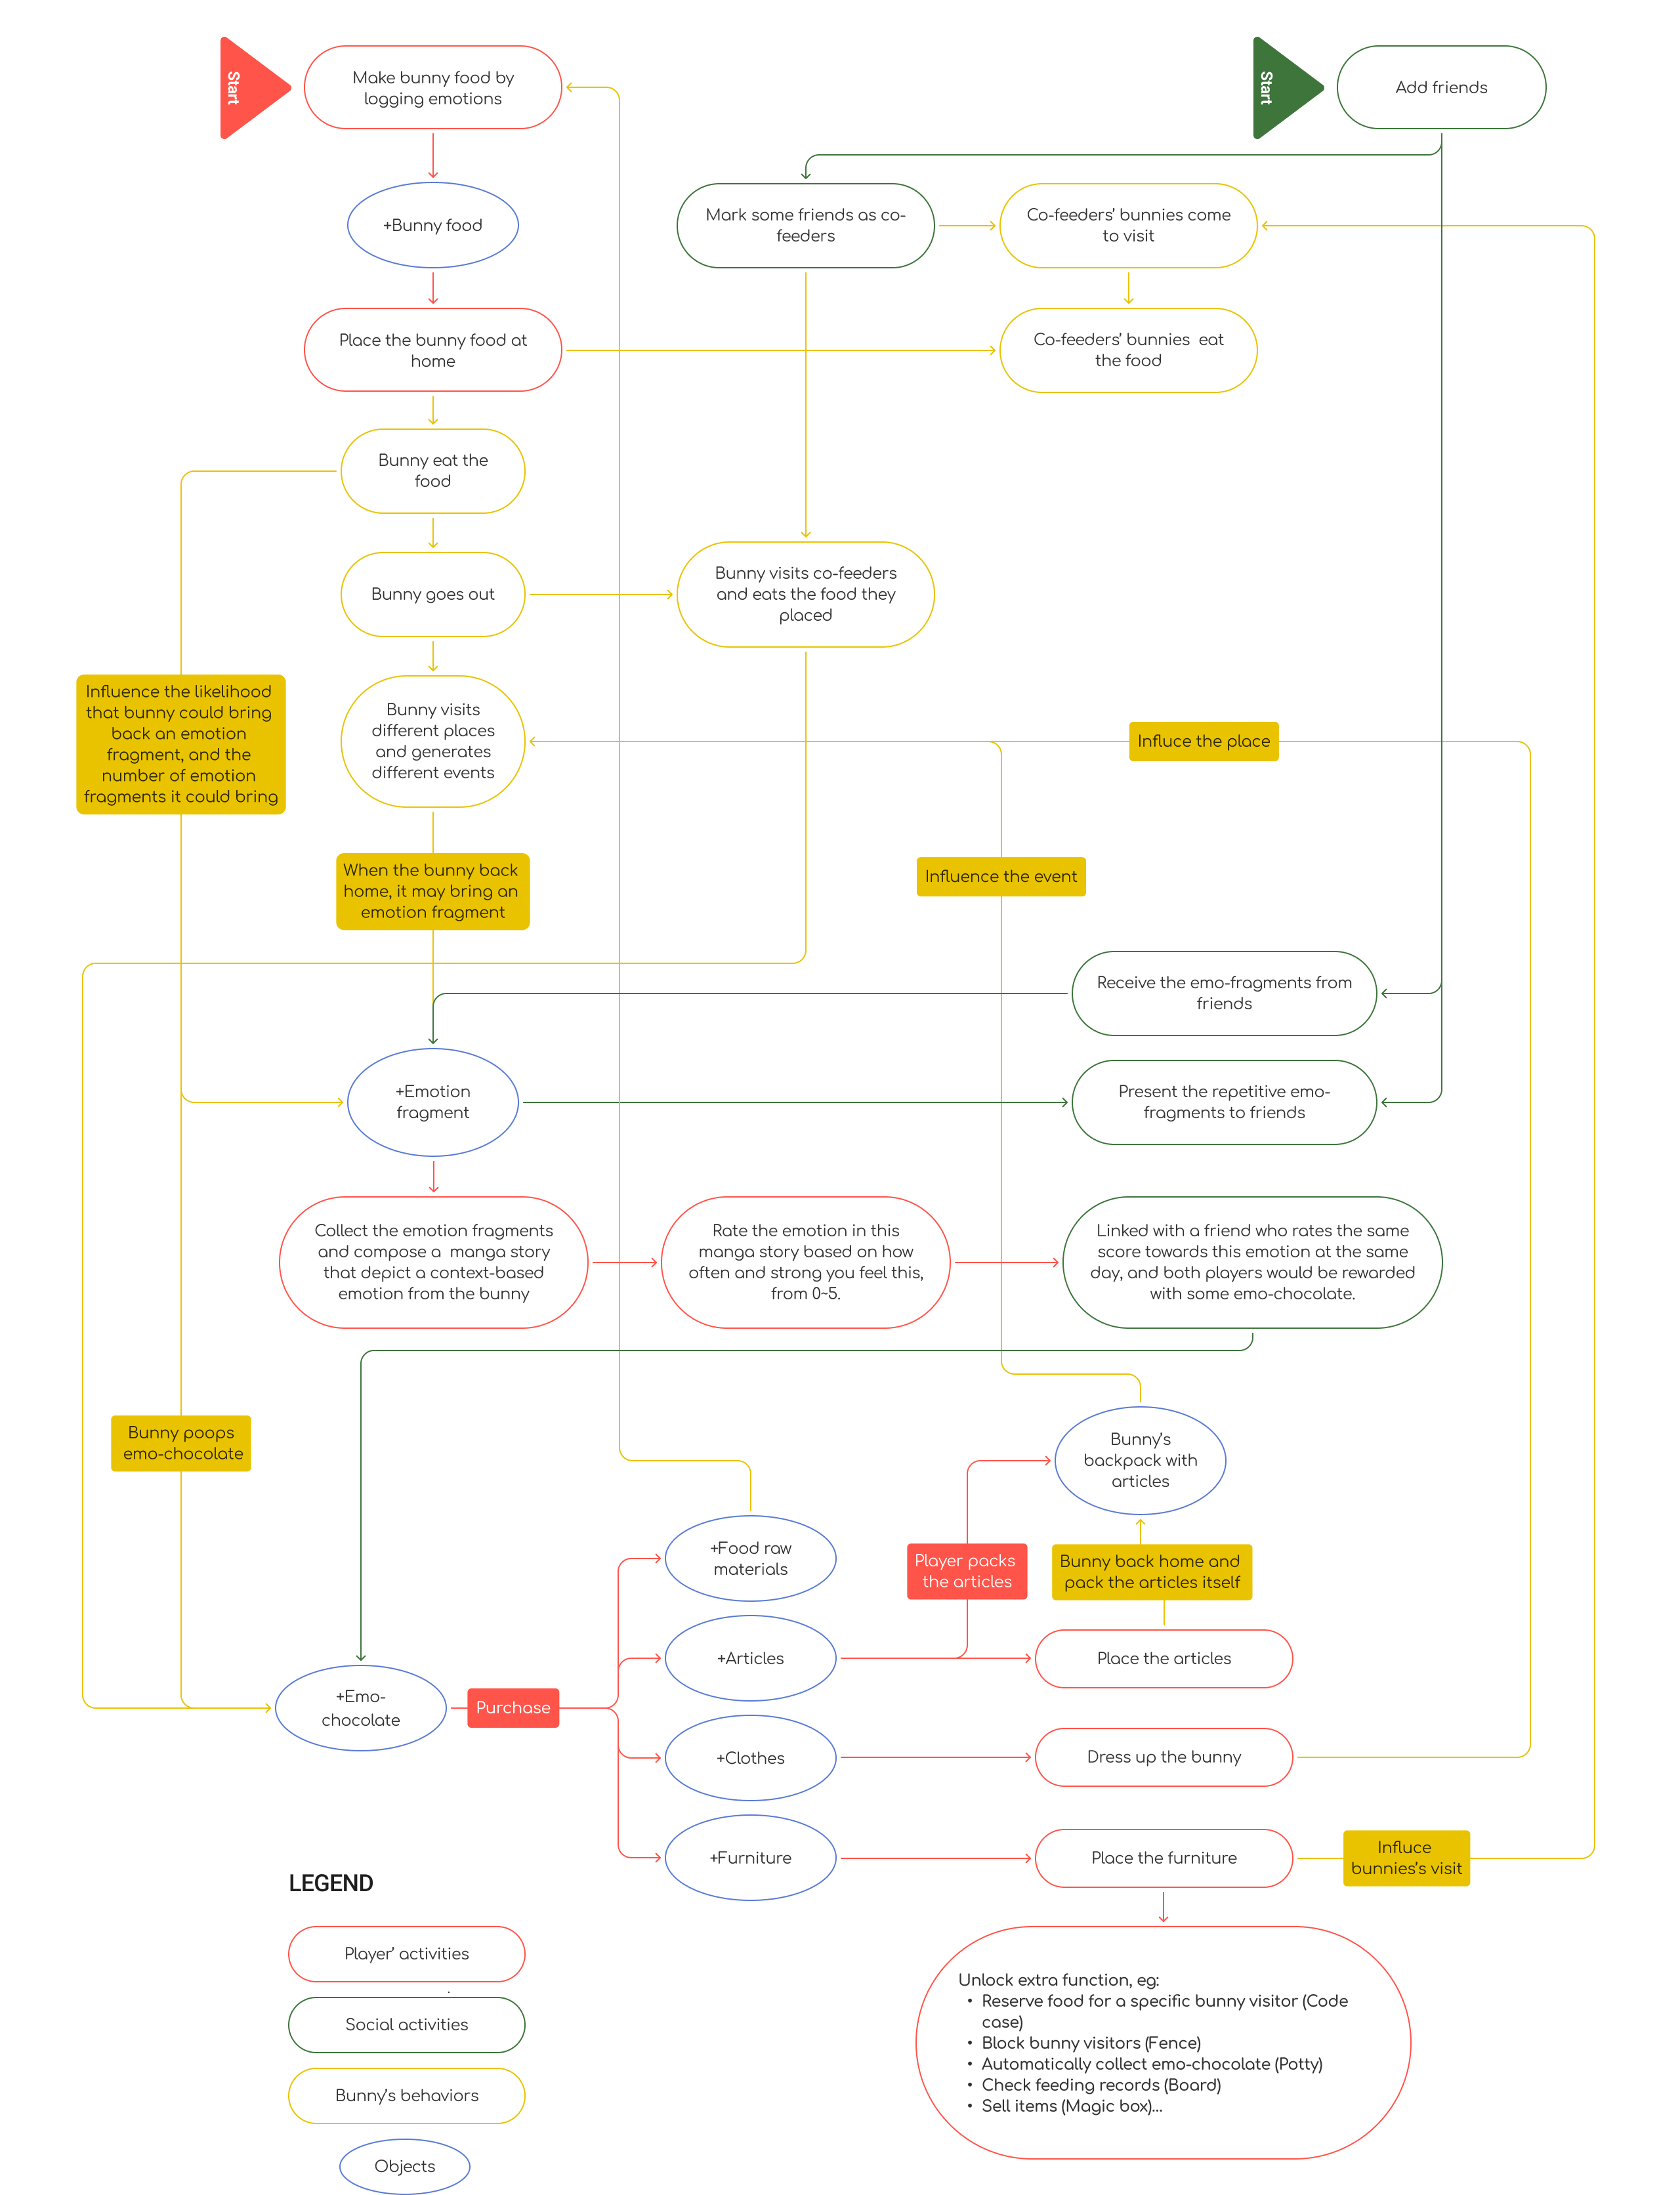 Start
Make bunny food by
logging emotions
Start
Add friends
+Bunny food
Mark some friends as co-
feeders
Co-feeders’ bunnies come
to visit
Place the bunny food at
home
Co-feeders’ bunnies eat
the food
Bunny eat the
food
Bunny goes out
Bunny visits co-feeders
and eats the food they
placed
Influence the likelihood
that bunny could bring
back an emotion
fragment, and the
number of emotion
fragments it could bring
Bunny visits
different places
and generates
different events
Influce the place
When the bunny back
home, it may bring an
emotion fragment
Influence the event
Receive the emo-fragments from
friends
+Emotion
fragment
Present the repetitive emo-
fragments to friends
Collect the emotion fragments
and compose a manga story
that depict a context-based
emotion from the bunny
Rate the emotion in this
manga story based on how
often and strong you feel this,
from 0~5.
Linked with a friend who rates the same
score towards this emotion at the same
day, and both players would be rewarded
with some emo-chocolate.
Bunny poops
emo-chocolate
Bunny’s
backpack with
articles
+Food raw
materials
Player packs
the articles
Bunny back home and
pack the articles itself
+Articles
Place the articles
+Emo-
chocolate
Purchase
+Clothes
Dress up the bunny
+Furniture
Place the furniture
Influce
bunnies’s visit
LEGEND
Player’ activities
Social activities
Bunny’s behaviors
Objects
Unlock extra function, eg:
• Reserve food for a specific bunny visitor (Code
case)
• Block bunny visitors (Fence)
• Automatically collect emo-chocolate (Potty)
• Check feeding records (Board)
• Sell items (Magic box)...